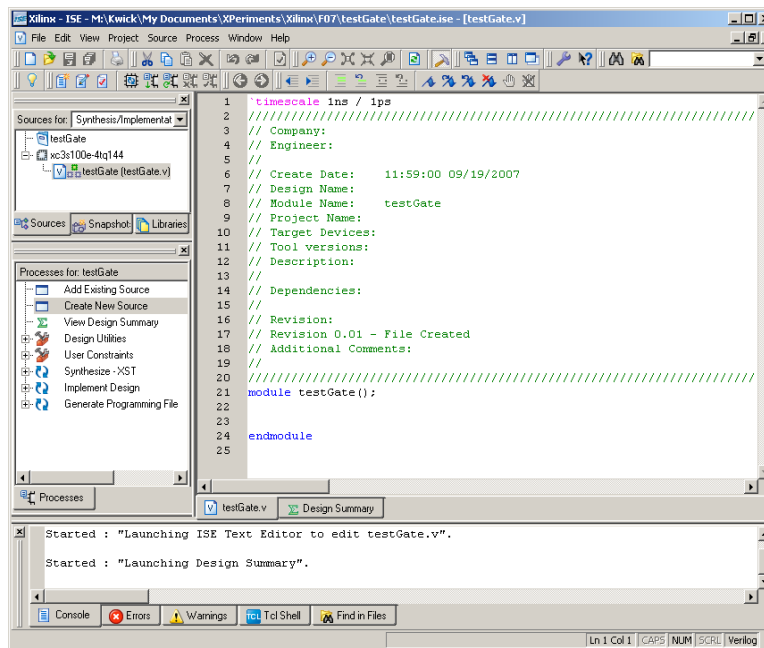 Xilinx - ISE - M:\Kwick\My Documents\XPeriments\Xilinx\F07\testGate\testGate.ise - [testGate.v]
File Edit View Project Source Process Window Help
Sources for: Synthesis/Implementat
testGate
xc3s100e-4tq144
testGate (testGate.v)
Sources Snapshot Libraries
Processes for: testGate
Add Existing Source
Create New Source
View Design Summary
Design Utilities
User Constraints
Synthesize - XST
Implement Design
Generate Programming File
Processes
1 `timescale 1ns / 1ps
2 ////////////////////////////////////////////////////////////////////////
3 // Company:
4 // Engineer:
5 //
6 // Create Date: 11:59:00 09/19/2007
7 // Design Name:
8 // Module Name: testGate
9 // Project Name:
10 // Target Devices:
11 // Tool versions:
12 // Description:
13 //
14 // Dependencies:
15 //
16 // Revision:
17 // Revision 0.01 - File Created
18 // Additional Comments:
19 //
20 ////////////////////////////////////////////////////////////////////////
21 module testGate();
22
23
24 endmodule
25
testGate.v Design Summary
Started : "Launching ISE Text Editor to edit testGate.v".
Started : "Launching Design Summary".
Console Errors Warnings TCL Tcl Shell Find in Files
Ln 1 Col 1 CAPS NUM SCRL Verilog